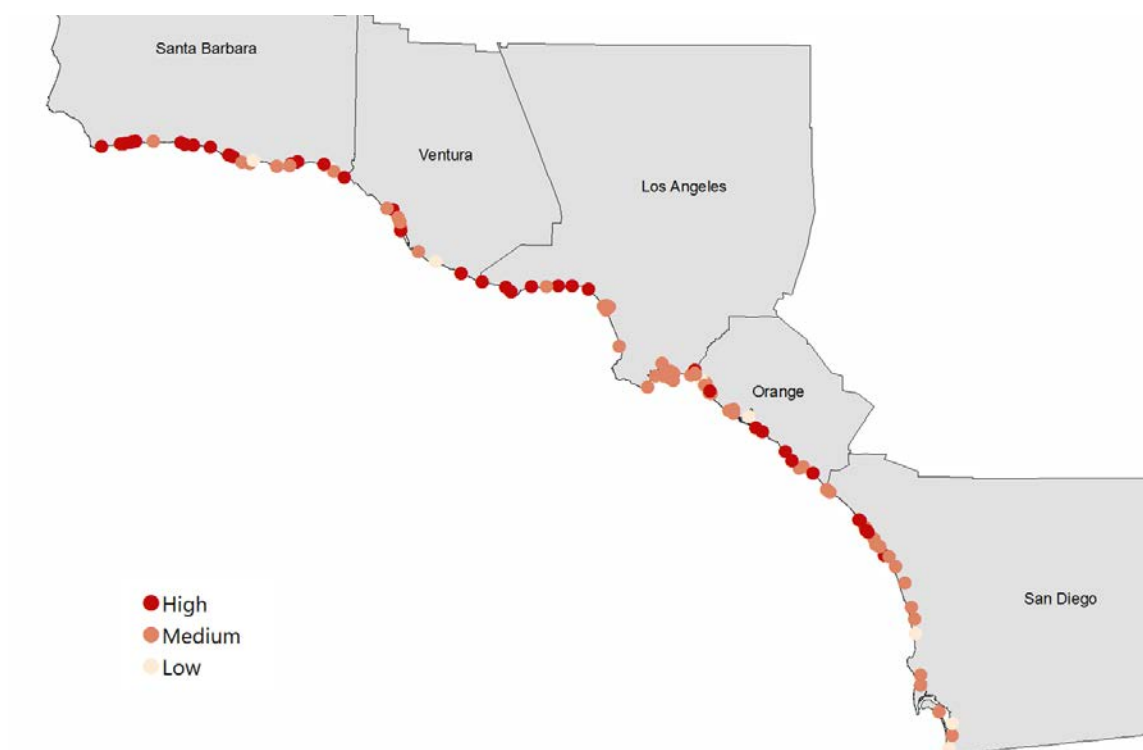 Santa Barbara
Ventura
Los Angeles
Orange
San Diego
High
Medium
Low